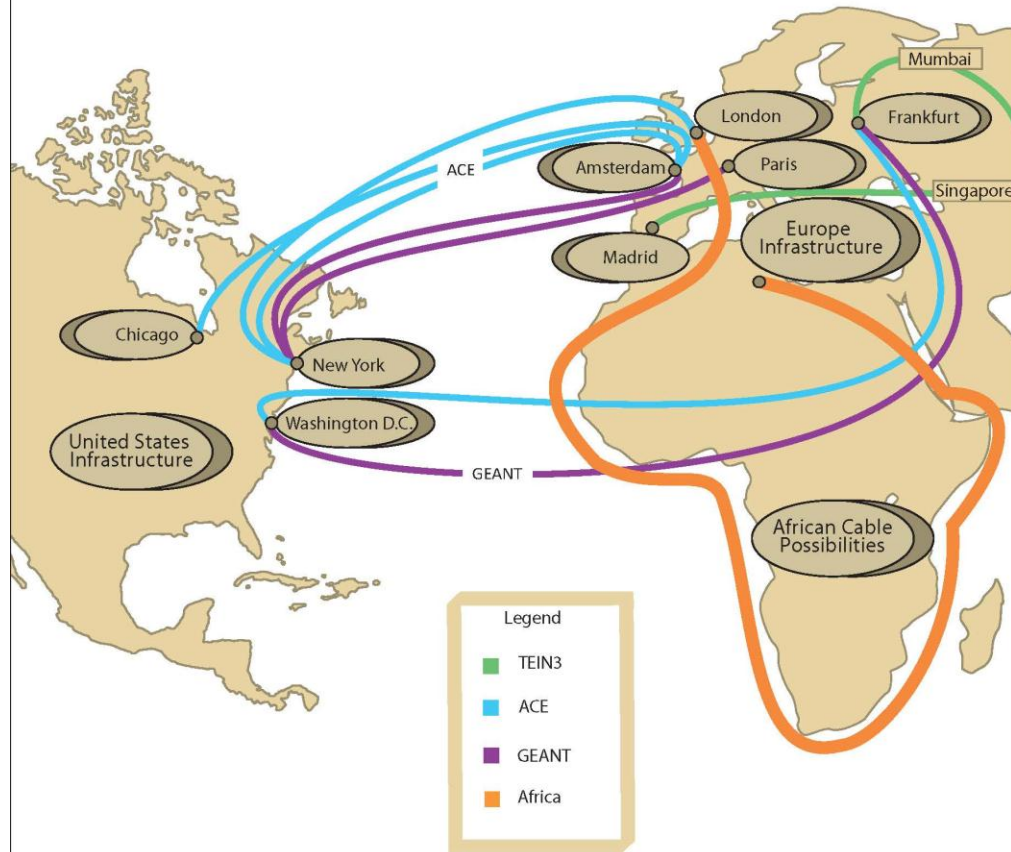 Mumbai
London
Frankfurt
ACE
Amsterdam
Paris
Singapore
Europe
Infrastructure
Madrid
Chicago
New York
Washington D.C.
United States
Infrastructure
GEANT
African Cable
Possibilities
Legend
TEIN3
ACE
GEANT
Africa